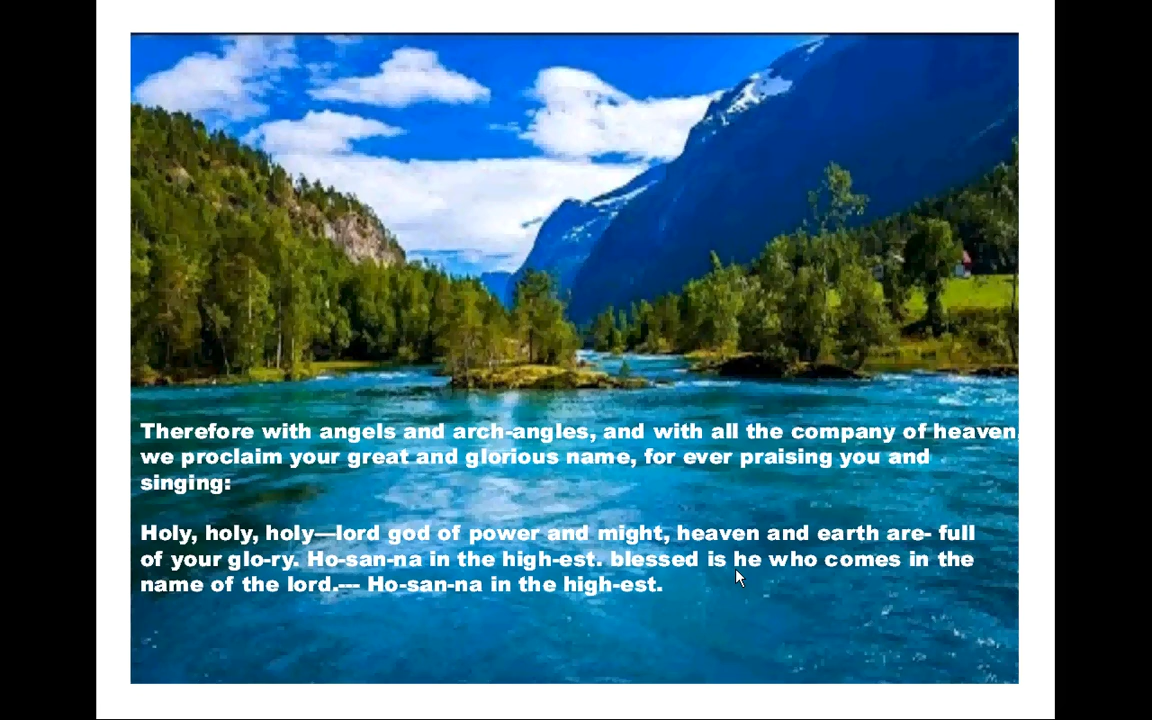 Therefore with angels and arch-angles, and with all the company of heaven,
we proclaim your great and glorious name, for ever praising you and
singing:
Holy, holy, holy—lord god of power and might, heaven and earth are- full
of your glo-ry. Ho-san-na in the high-est. blessed is he who comes in the
name of the lord.--- Ho-san-na in the high-est.